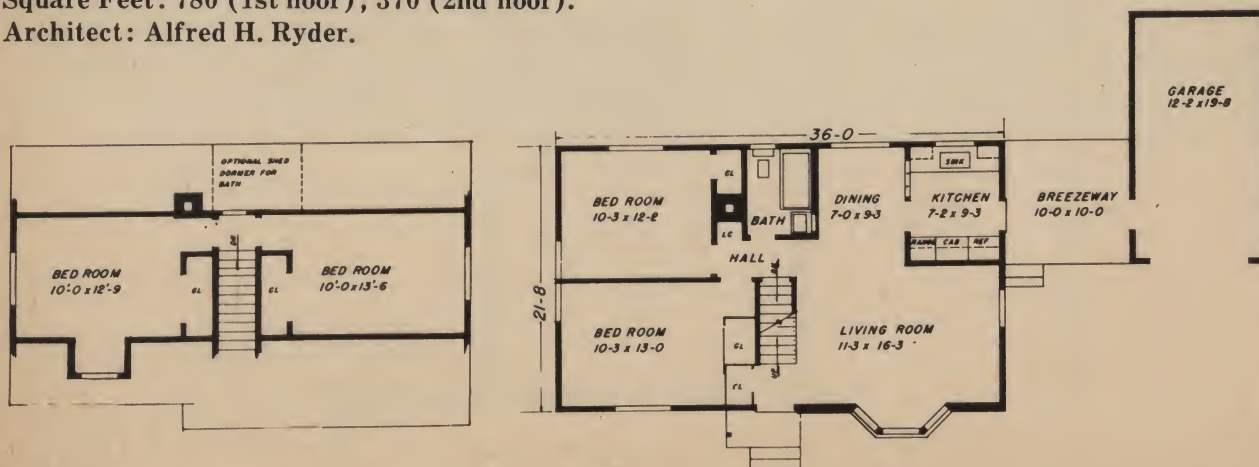 Square Feet: 780 (1st floor), 370 (2nd floor).
Architect: Alfred H. Ryder.
OPTIONAL SHED
DORMER FOR
BATH
DN
BED ROOM
10'-0 x 12'-9
CL
CL
BED ROOM
10'-0 x 13'-6
36-0
21-8
BED ROOM
10-3 x 12-2
CL
LC
BATH
DINING
7-0 x 9-3
SINK
KITCHEN
7-2 x 9-3
RANGE CAB REF
BREEZEWAY
10-0 x 10-0
GARAGE
12-2 x 19-8
HALL
DN
BED ROOM
10-3 x 13-0
CL
CL
UP
LIVING ROOM
11-3 x 16-3